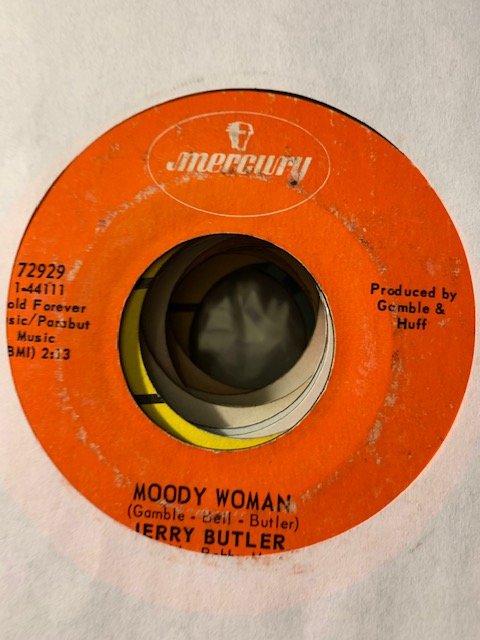 mercury
72929
1-44111
old Forever
sic/Parabut
Music
BMI) 2:13
Produced by
Gamble &
Huff
MOODY WOMAN
(Gamble - Bell - Butler)
JERRY BUTLER